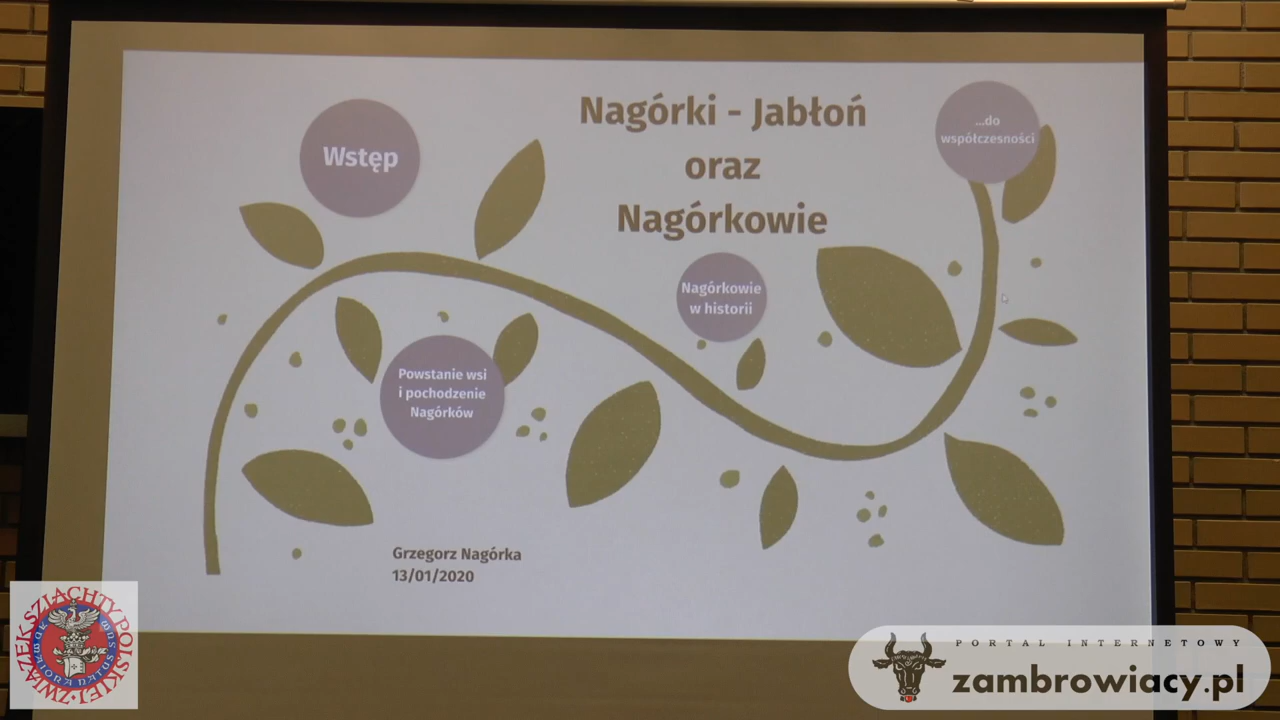 Nagórki - Jabłoń
oraz
Nagórkowie
Wstęp
...do
współczesności
Nagórkowie
w historii
Powstanie wsi
i pochodzenie
Nagórków
Grzegorz Nagórka
13/01/2020
ZWIĄZEK SZLACHTY POLSKIEJ
PORTAL INTERNETOWY
zambrowiacy.pl